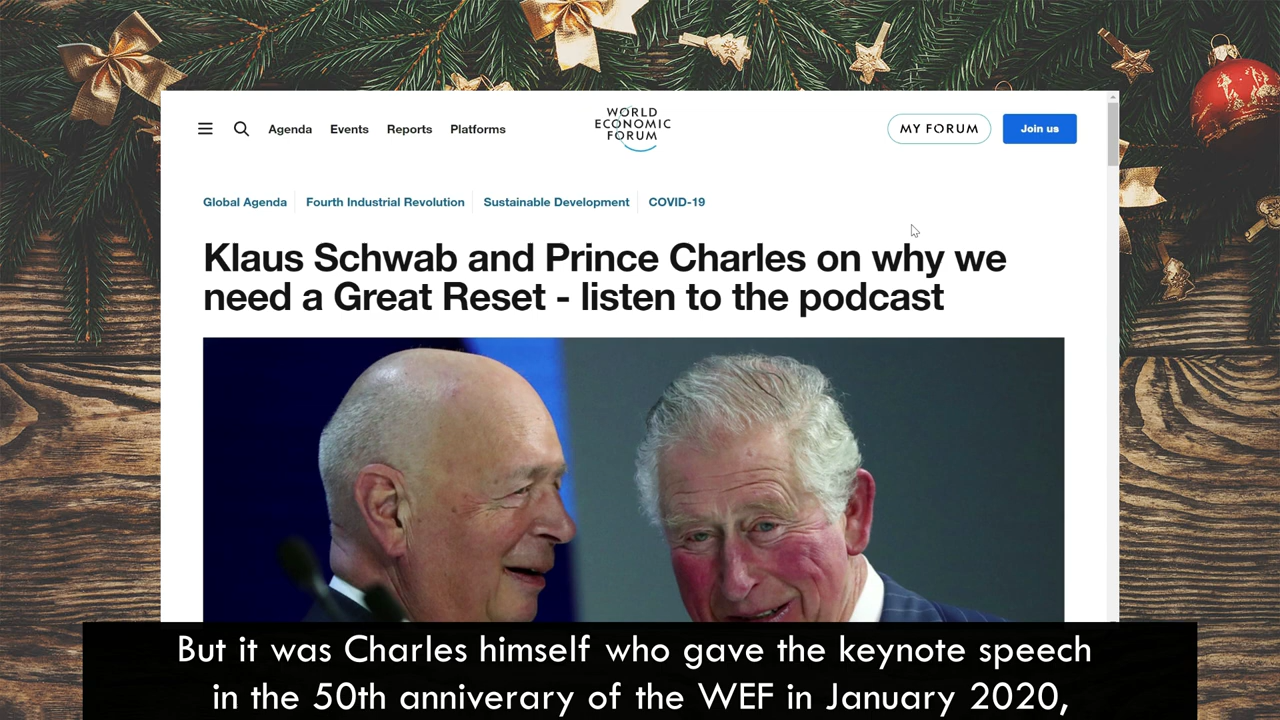 WORLD
ECONOMIC
FORUM
Agenda Events Reports Platforms
MY FORUM Join us
Global Agenda Fourth Industrial Revolution Sustainable Development COVID-19
Klaus Schwab and Prince Charles on why we
need a Great Reset - listen to the podcast
But it was Charles himself who gave the keynote speech
in the 50th anniverary of the WEF in January 2020,